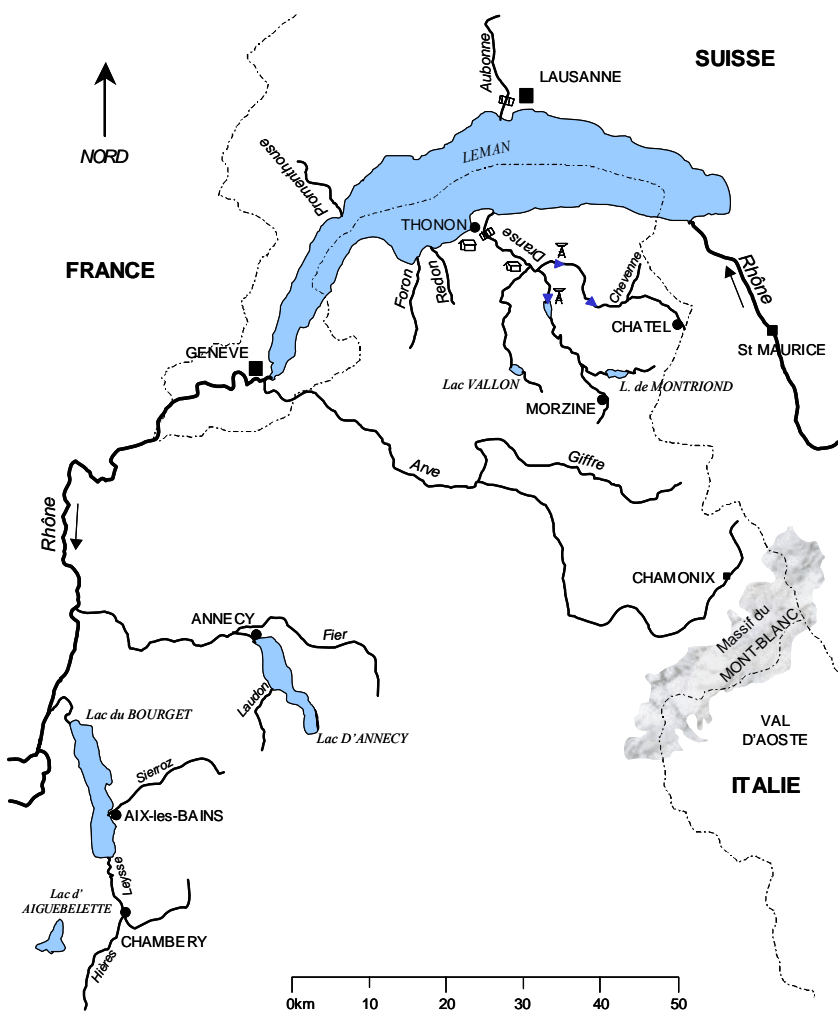 SUISSE
Aubonne
LAUSANNE
NORD
LEMAN
Promenthouse
THONON
Dranse
FRANCE
Foron
Redon
Chevenne
Rhône
CHATEL
St MAURICE
GENEVE
Lac VALLON
L. de MONTRIOND
MORZINE
Arve
Giffre
Rhône
CHAMONIX
Massif du
MONT-BLANC
ANNECY
Fier
Laudon
Lac du BOURGET
Lac D'ANNECY
VAL
D'AOSTE
ITALIE
Sierroz
AIX-les-BAINS
Leysse
Lac d'
AIGUEBELETTE
CHAMBERY
Hières
0km 10 20 30 40 50